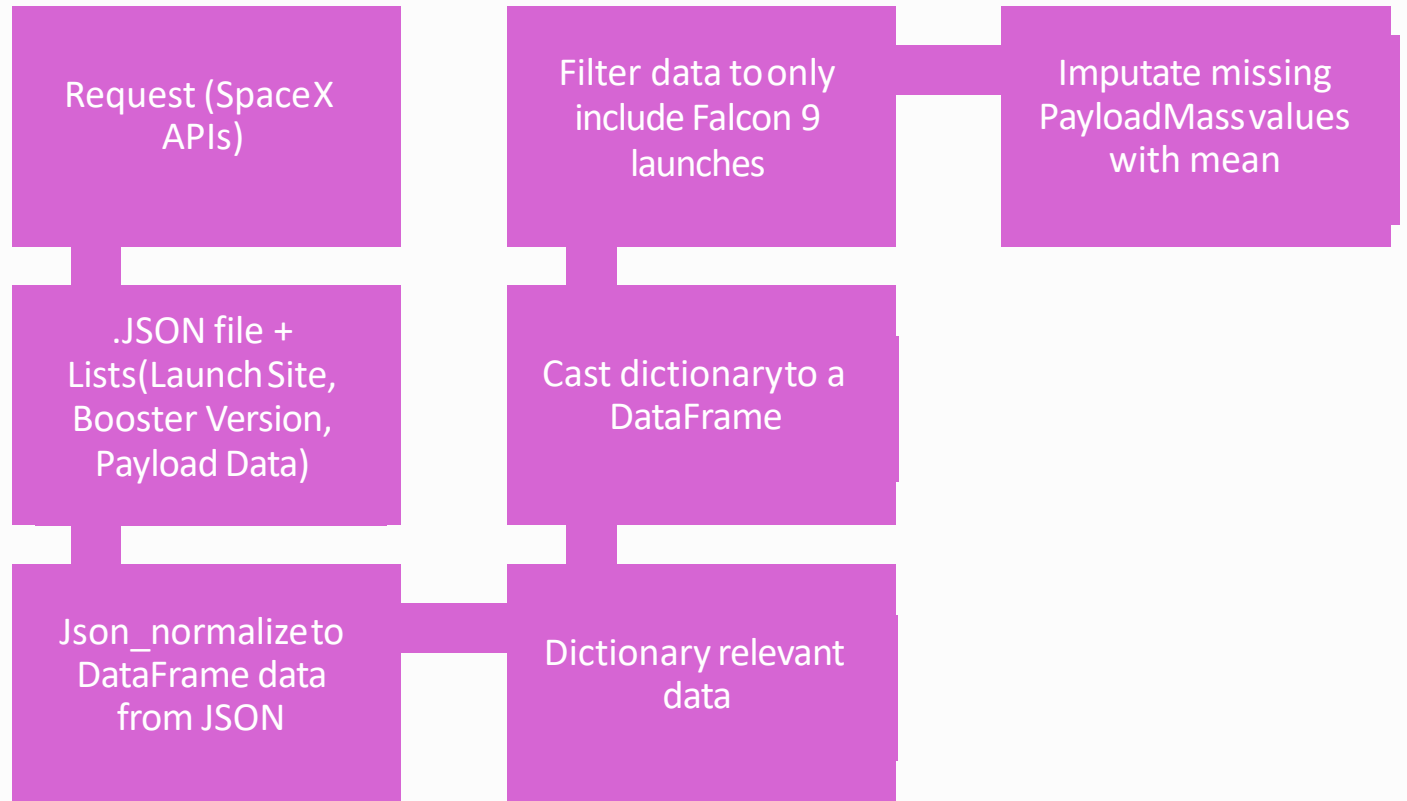 Request (SpaceX
APIs)
.JSON file +
Lists(Launch Site,
Booster Version,
Payload Data)
Json_normalize to
DataFrame data
from JSON
Dictionary relevant
data
Cast dictionary to a
DataFrame
Filter data to only
include Falcon 9
launches
Imputate missing
PayloadMass values
with mean